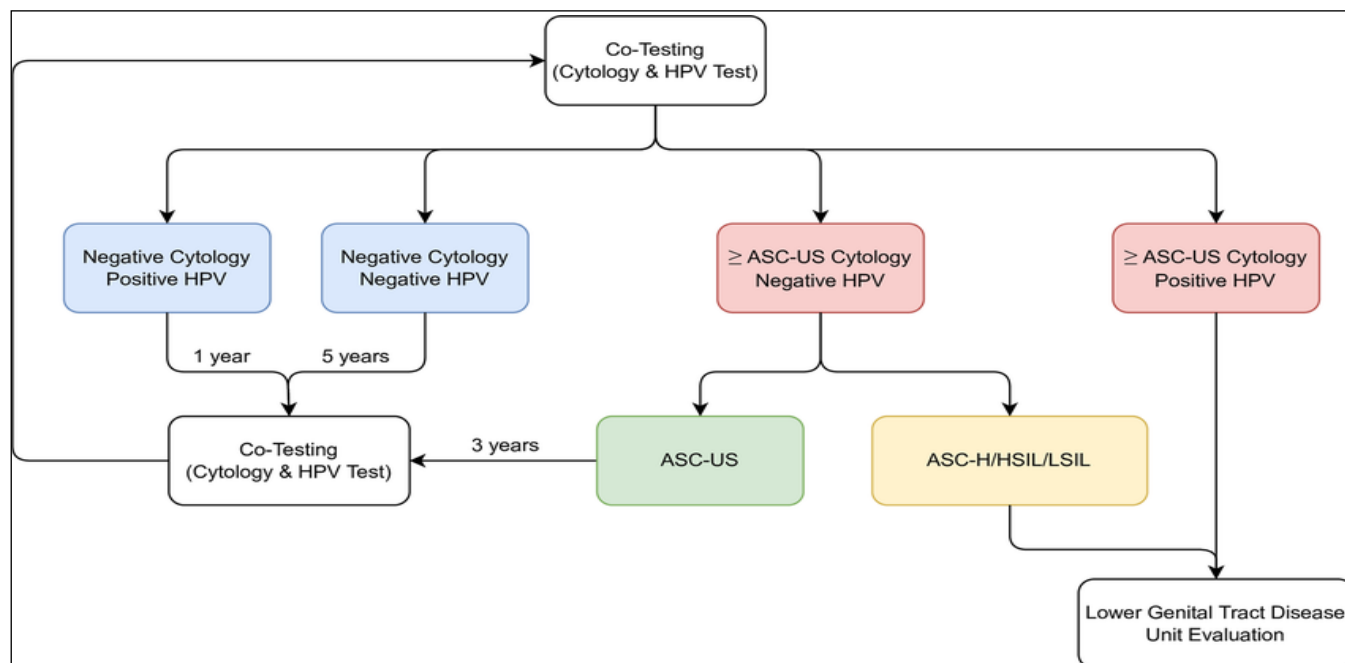 Co-Testing
(Cytology & HPV Test)
Negative Cytology
Positive HPV
Negative Cytology
Negative HPV
≥ ASC-US Cytology
Negative HPV
≥ ASC-US Cytology
Positive HPV
1 year
5 years
Co-Testing
(Cytology & HPV Test)
3 years
ASC-US
ASC-H/HSIL/LSIL
Lower Genital Tract Disease
Unit Evaluation